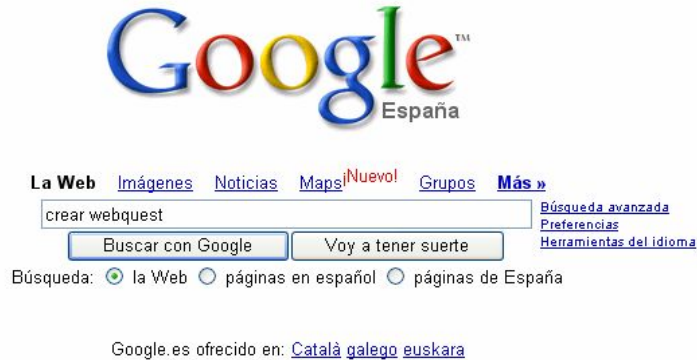 Google™
España
La Web Imágenes Noticias Maps ¡Nuevo! Grupos Más »
crear webquest
Búsqueda avanzada
Preferencias
Herramientas del idioma
Buscar con Google Voy a tener suerte
Búsqueda: la Web páginas en español páginas de España
Google.es ofrecido en: Català galego euskara